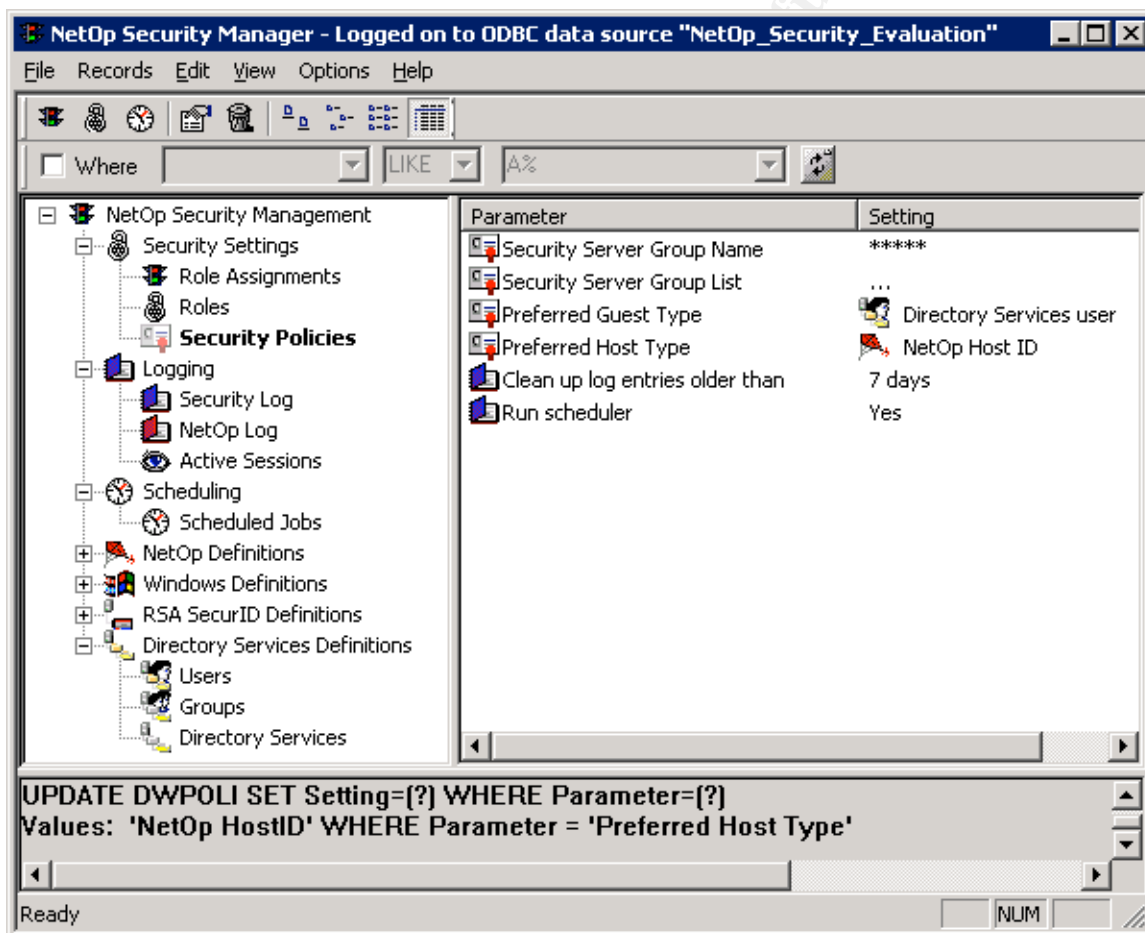 NetOp Security Manager - Logged on to ODBC data source "NetOp_Security_Evaluation"
File Records Edit View Options Help
Where LIKE A%
NetOp Security Management
Security Settings
Role Assignments
Roles
Security Policies
Logging
Security Log
NetOp Log
Active Sessions
Scheduling
Scheduled Jobs
NetOp Definitions
Windows Definitions
RSA SecurID Definitions
Directory Services Definitions
Users
Groups
Directory Services
Parameter Setting
Security Server Group Name *****
Security Server Group List ...
Preferred Guest Type Directory Services user
Preferred Host Type NetOp Host ID
Clean up log entries older than 7 days
Run scheduler Yes
UPDATE DWPOLI SET Setting=(?) WHERE Parameter=(?)
Values: 'NetOp HostID' WHERE Parameter = 'Preferred Host Type'
Ready NUM